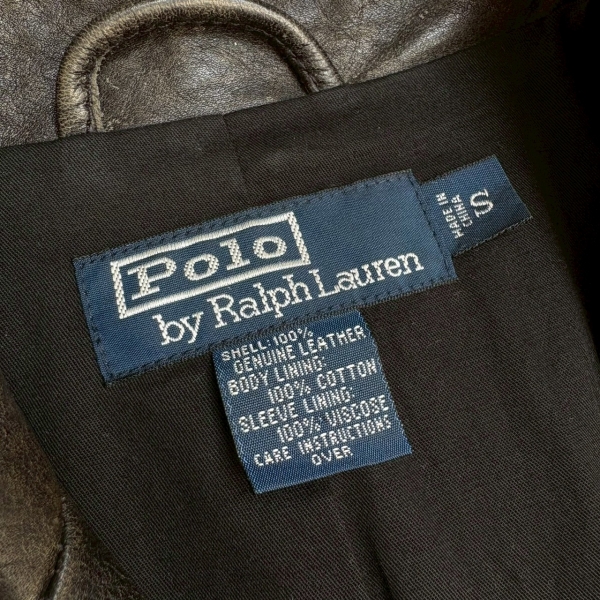 Polo
by Ralph Lauren
MADE IN
CHINA
S
SHELL: 100%
GENUINE LEATHER
BODY LINING:
100% COTTON
SLEEVE LINING:
100% VISCOSE
CARE INSTRUCTIONS
OVER